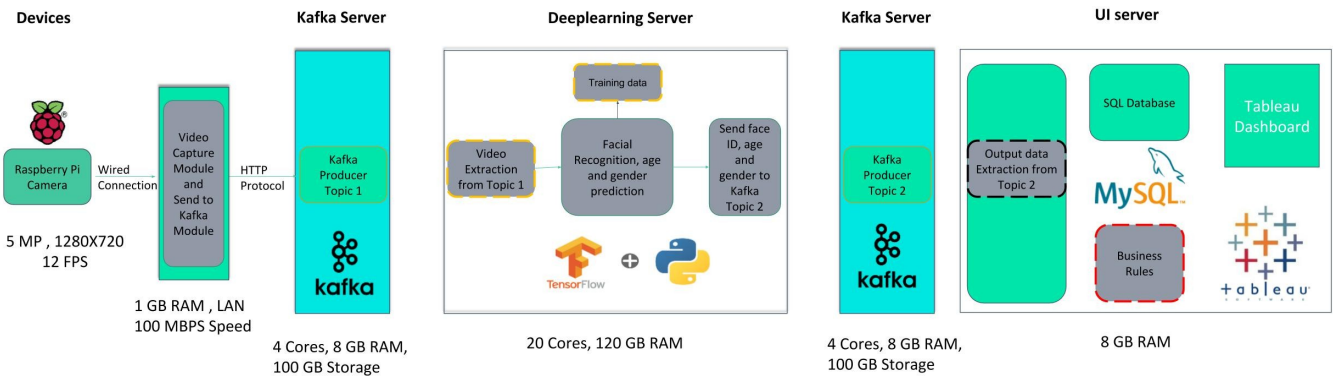 Devices
Kafka Server
Deeplearning Server
Kafka Server
UI server
Raspberry Pi
Camera
5 MP , 1280X720
12 FPS
Wired
Connection
Video
Capture
Module
and
Send to
Kafka
Module
1 GB RAM , LAN
100 MBPS Speed
HTTP
Protocol
Kafka
Producer
Topic 1
kafka
4 Cores, 8 GB RAM,
100 GB Storage
Training data
Video
Extraction
from Topic 1
Facial
Recognition, age
and gender
prediction
Send face
ID, age
and
gender to
Kafka
Topic 2
TensorFlow
20 Cores, 120 GB RAM
Kafka
Producer
Topic 2
kafka
4 Cores, 8 GB RAM,
100 GB Storage
Output data
Extraction from
Topic 2
SQL Database
MySQL™
Business
Rules
Tableau
Dashboard
+ a b l e a u
S O F T W A R E
8 GB RAM